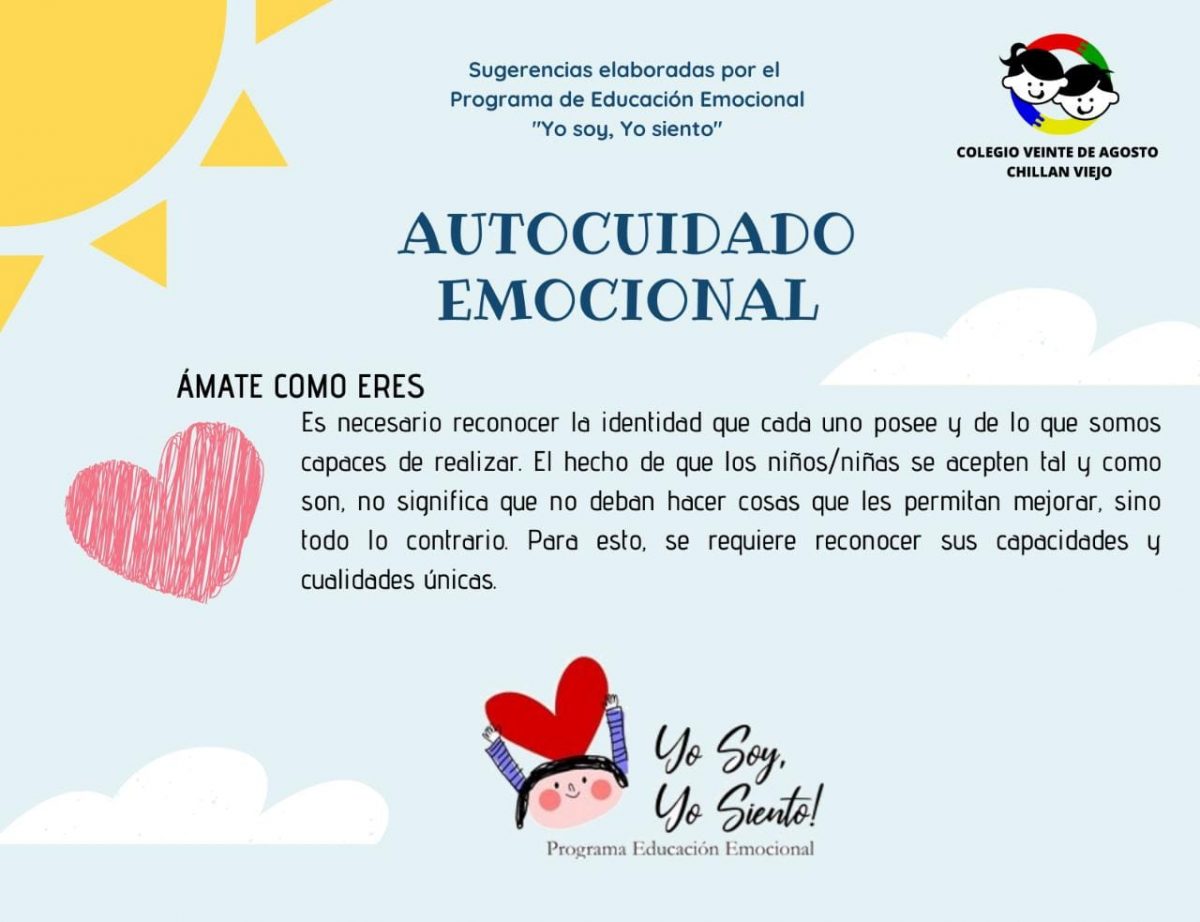 Sugerencias elaboradas por el
Programa de Educación Emocional
"Yo soy, Yo siento"
COLEGIO VEINTE DE AGOSTO
CHILLAN VIEJO
AUTOCUIDADO
EMOCIONAL
ÁMATE COMO ERES
Es necesario reconocer la identidad que cada uno posee y de lo que somos
capaces de realizar. El hecho de que los niños/niñas se acepten tal y como
son, no significa que no deban hacer cosas que les permitan mejorar, sino
todo lo contrario. Para esto, se requiere reconocer sus capacidades y
cualidades únicas.
Yo Soy,
Yo Siento!
Programa Educación Emocional